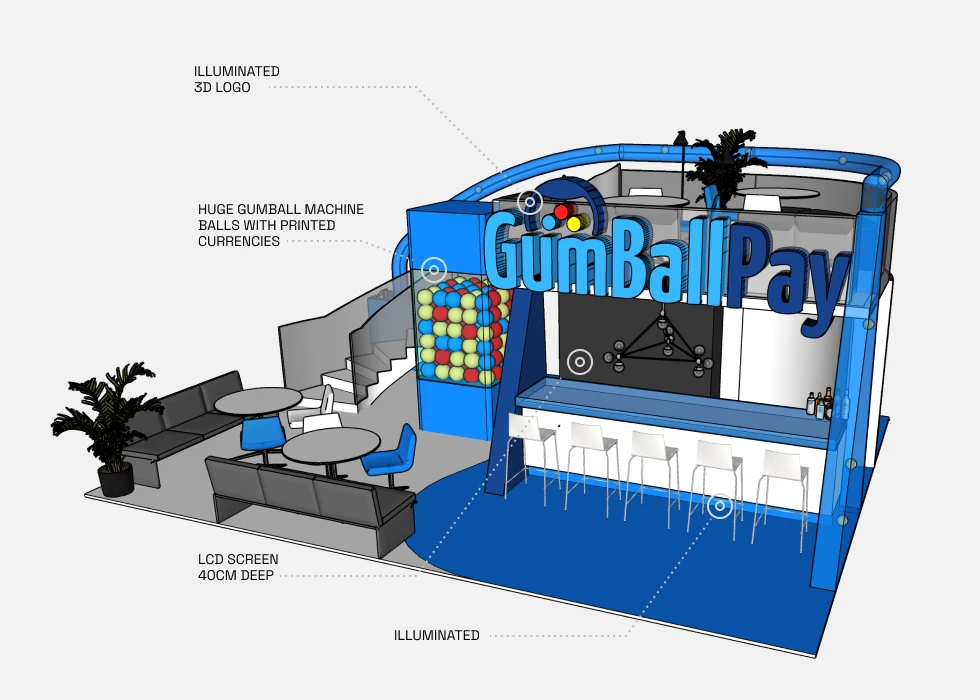 ILLUMINATED
3D LOGO
HUGE GUMBALL MACHINE
BALLS WITH PRINTED
CURRENCIES
GumBallPay
LCD SCREEN
40CM DEEP
ILLUMINATED